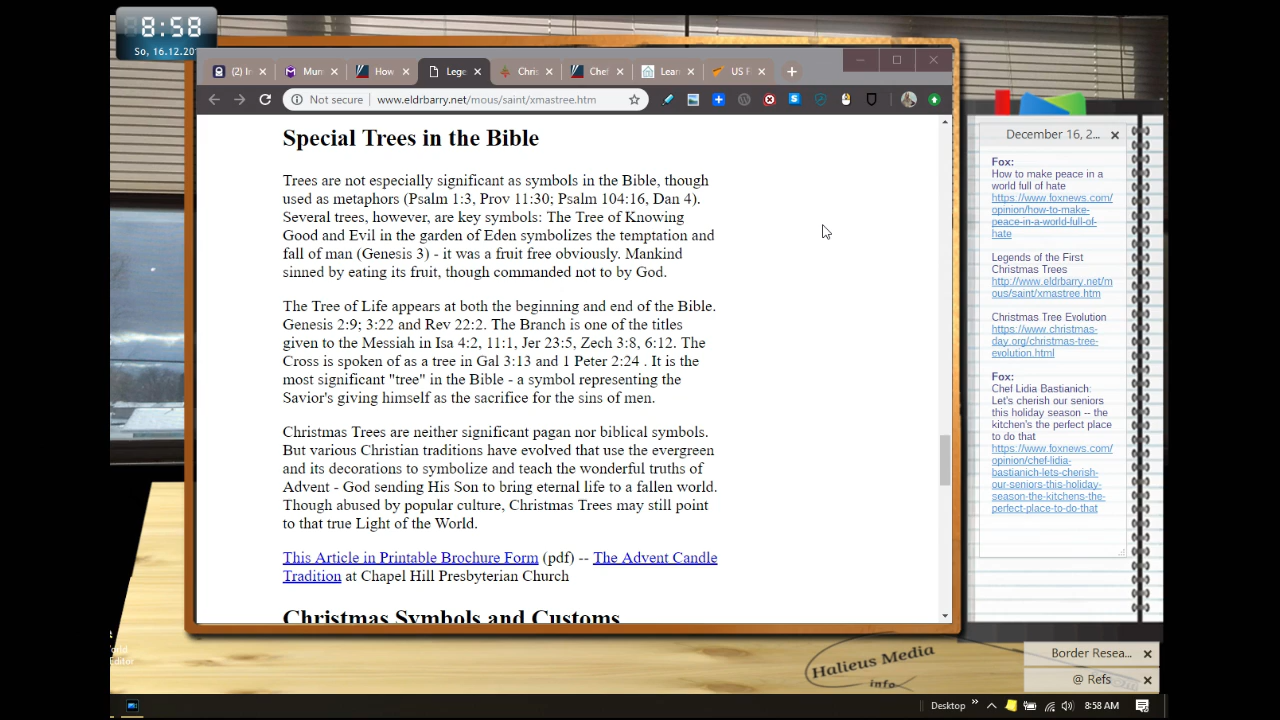 8:58
So, 16.12.20
(2) I
Mur
How
Lege
Chris
Chef
Lear
US F
Not secure
www.eldrbarry.net/mous/saint/xmastree.htm
Special Trees in the Bible
Trees are not especially significant as symbols in the Bible, though
used as metaphors (Psalm 1:3, Prov 11:30; Psalm 104:16, Dan 4).
Several trees, however, are key symbols: The Tree of Knowing
Good and Evil in the garden of Eden symbolizes the temptation and
fall of man (Genesis 3) - it was a fruit free obviously. Mankind
sinned by eating its fruit, though commanded not to by God.
The Tree of Life appears at both the beginning and end of the Bible.
Genesis 2:9; 3:22 and Rev 22:2. The Branch is one of the titles
given to the Messiah in Isa 4:2, 11:1, Jer 23:5, Zech 3:8, 6:12. The
Cross is spoken of as a tree in Gal 3:13 and 1 Peter 2:24 . It is the
most significant "tree" in the Bible - a symbol representing the
Savior's giving himself as the sacrifice for the sins of men.
Christmas Trees are neither significant pagan nor biblical symbols.
But various Christian traditions have evolved that use the evergreen
and its decorations to symbolize and teach the wonderful truths of
Advent - God sending His Son to bring eternal life to a fallen world.
Though abused by popular culture, Christmas Trees may still point
to that true Light of the World.
This Article in Printable Brochure Form (pdf) -- The Advent Candle
Tradition at Chapel Hill Presbyterian Church
Christmas Symbols and Customs
December 16, 2...
Fox:
How to make peace in a
world full of hate
https://www.foxnews.com/
opinion/how-to-make-
peace-in-a-world-full-of-
hate
Legends of the First
Christmas Trees
http://www.eldrbarry.net/m
ous/saint/xmastree.htm
Christmas Tree Evolution
https://www.christmas-
day.org/christmas-tree-
evolution.html
Fox:
Chef Lidia Bastianich:
Let's cherish our seniors
this holiday season -- the
kitchen's the perfect place
to do that
https://www.foxnews.com/
opinion/chef-lidia-
bastianich-lets-cherish-
our-seniors-this-holiday-
season-the-kitchens-the-
perfect-place-to-do-that
orld
Editor
Halieus Media
info
Border Resea...
@ Refs
Desktop
8:58 AM